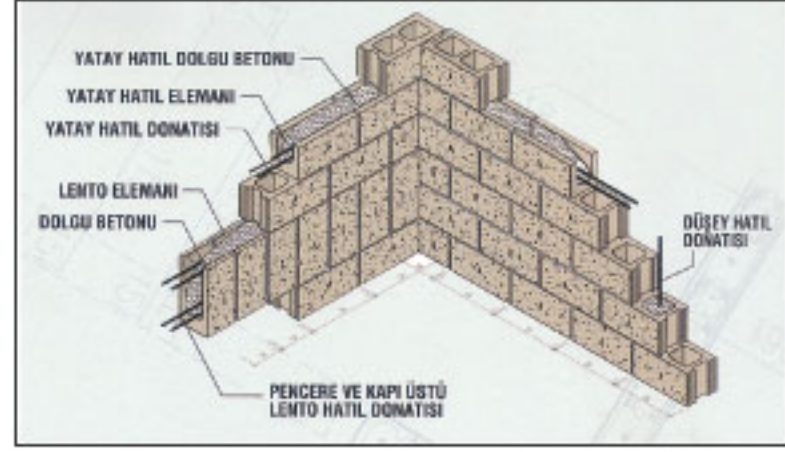 YATAY HATIL DOLGU BETONU
YATAY HATIL ELEMANI
YATAY HATIL DONATISI
LENTO ELEMANI
DOLGU BETONU
DÜŞEY HATIL
DONATISI
PENCERE VE KAPI ÜSTÜ
LENTO HATIL DONATISI